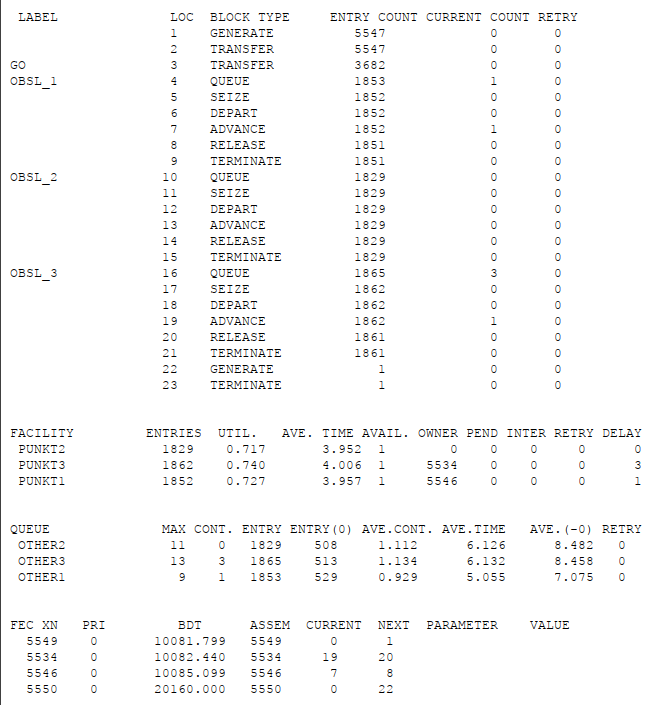 LABEL LOC BLOCK TYPE ENTRY COUNT CURRENT COUNT RETRY
1 GENERATE 5547 0 0
2 TRANSFER 5547 0 0
GO 3 TRANSFER 3682 0 0
OBSL_1 4 QUEUE 1853 1 0
5 SEIZE 1852 0 0
6 DEPART 1852 0 0
7 ADVANCE 1852 1 0
8 RELEASE 1851 0 0
9 TERMINATE 1851 0 0
OBSL_2 10 QUEUE 1829 0 0
11 SEIZE 1829 0 0
12 DEPART 1829 0 0
13 ADVANCE 1829 0 0
14 RELEASE 1829 0 0
15 TERMINATE 1829 0 0
OBSL_3 16 QUEUE 1865 3 0
17 SEIZE 1862 0 0
18 DEPART 1862 0 0
19 ADVANCE 1862 1 0
20 RELEASE 1861 0 0
21 TERMINATE 1861 0 0
22 GENERATE 1 0 0
23 TERMINATE 1 0 0
FACILITY ENTRIES UTIL. AVE. TIME AVAIL. OWNER PEND INTER RETRY DELAY
PUNKT2 1829 0.717 3.952 1 0 0 0 0 0
PUNKT3 1862 0.740 4.006 1 5534 0 0 0 3
PUNKT1 1852 0.727 3.957 1 5546 0 0 0 1
QUEUE MAX CONT. ENTRY ENTRY(0) AVE.CONT. AVE.TIME AVE.(-0) RETRY
OTHER2 11 0 1829 508 1.112 6.126 8.482 0
OTHER3 13 3 1865 513 1.134 6.132 8.458 0
OTHER1 9 1 1853 529 0.929 5.055 7.075 0
FEC XN PRI BDT ASSEM CURRENT NEXT PARAMETER VALUE
5549 0 10081.799 5549 0 1
5534 0 10082.440 5534 19 20
5546 0 10085.099 5546 7 8
5550 0 20160.000 5550 0 22